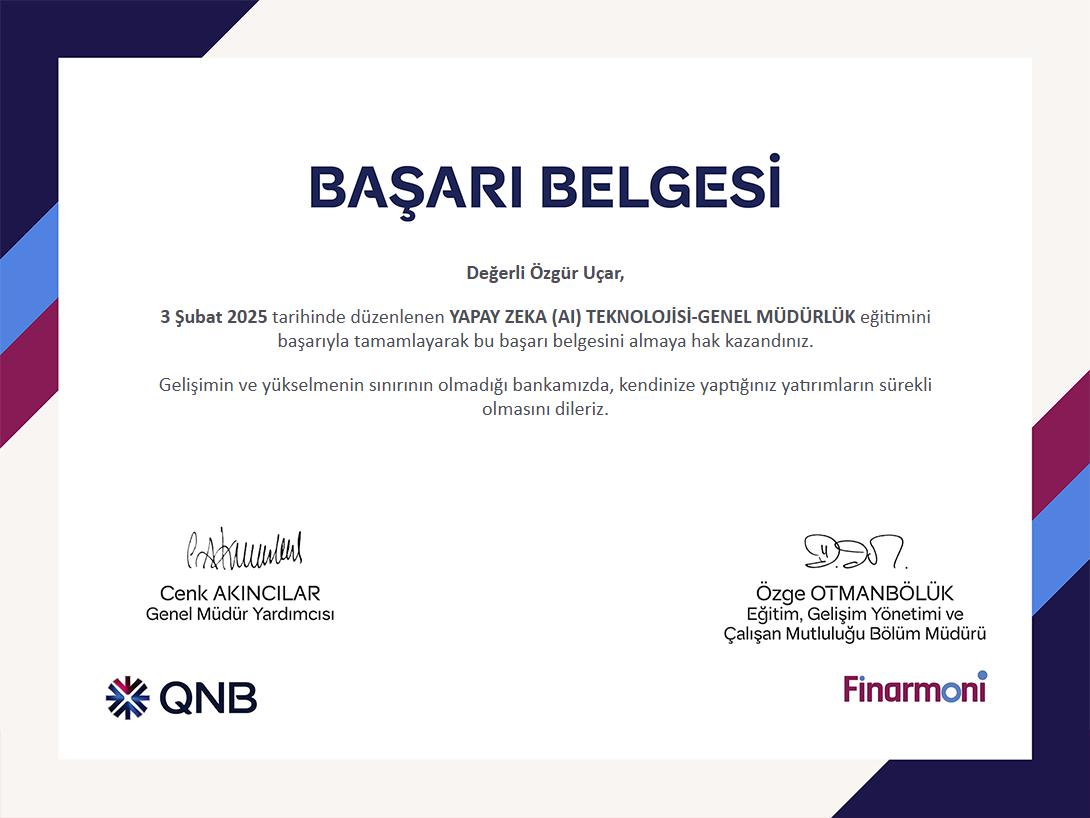 BAŞARI BELGESİ
Değerli Özgür Uçar,
3 Şubat 2025 tarihinde düzenlenen YAPAY ZEKA (AI) TEKNOLOJİSİ-GENEL MÜDÜRLÜK eğitimini
başarıyla tamamlayarak bu başarı belgesini almaya hak kazandınız.
Gelişimin ve yükselmenin sınırının olmadığı bankamızda, kendinize yaptığınız yatırımların sürekli
olmasını dileriz.
Cenk AKINCILAR
Genel Müdür Yardımcısı
Özge OTMANBÖLÜK
Eğitim, Gelişim Yönetimi ve
Çalışan Mutluluğu Bölüm Müdürü
QNB
Finarmoni